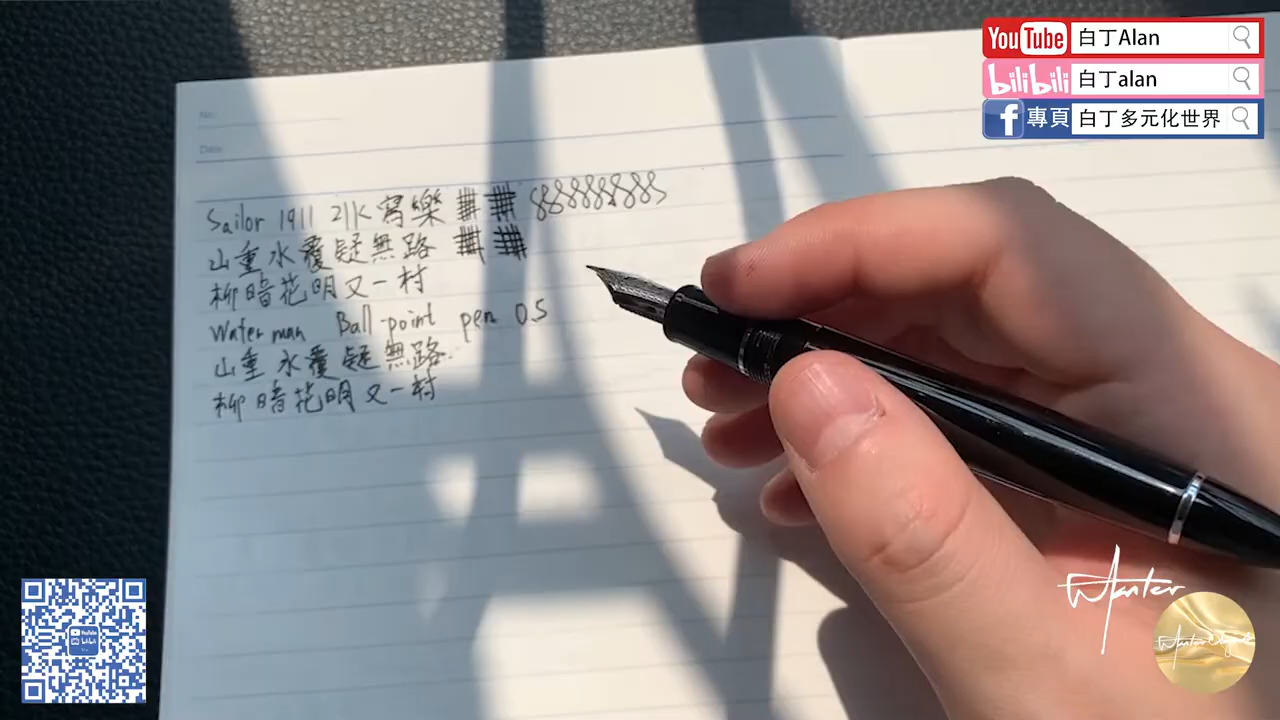 YouTube 白丁Alan
bilibili 白丁alan
f 專頁 白丁多元化世界
No.
Date.
Sailor 1911 21K 寫樂
山重水覆疑無路
柳暗花明又一村
Waterman Ball-point pen 0.5
山重水覆疑無路
柳暗花明又一村